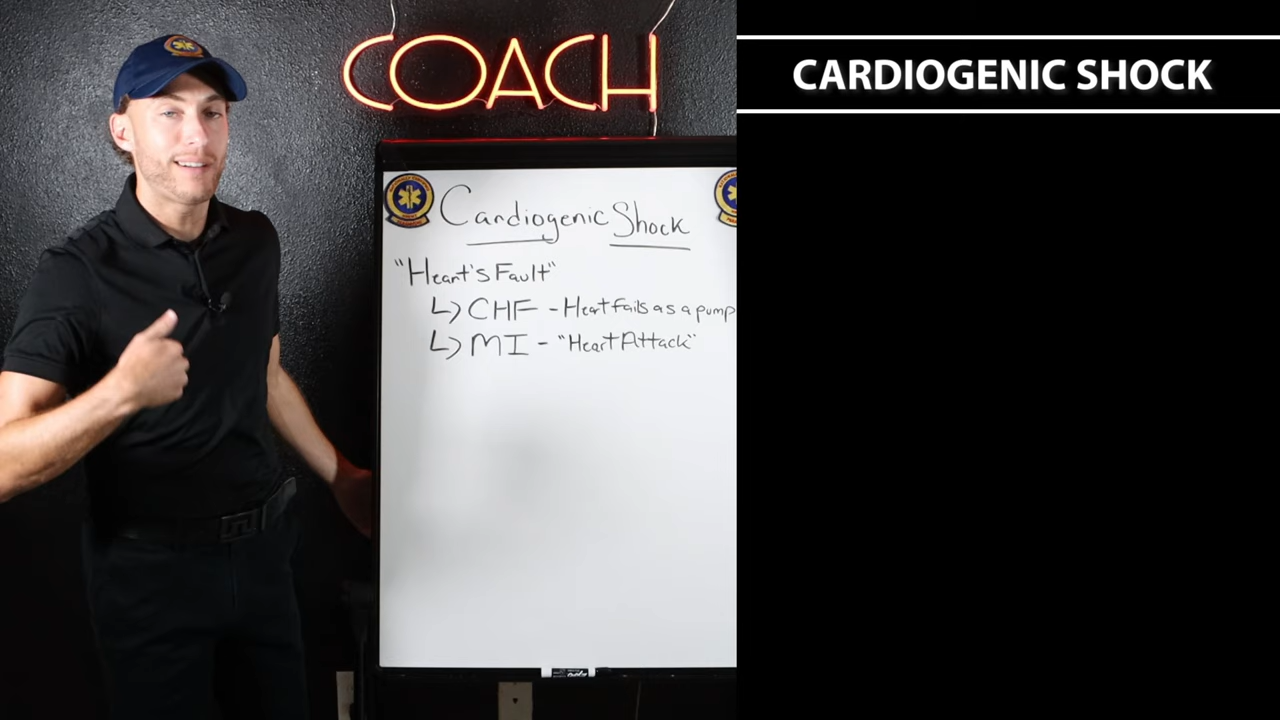 COACH
CARDIOGENIC SHOCK
Cardiogenic Shock
"Heart's Fault"
↳ CHF - Heart fails as a pump
↳ MI - "Heart Attack"